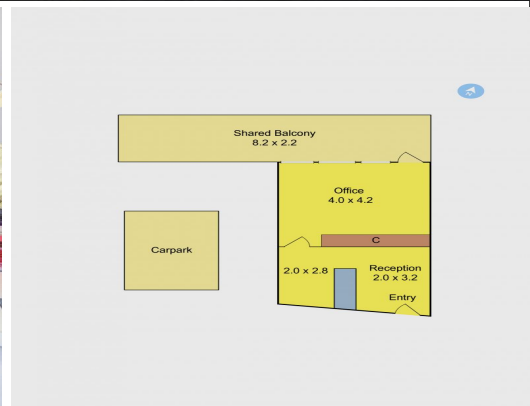 Shared Balcony
8.2 x 2.2
Office
4.0 x 4.2
C
Carpark
2.0 x 2.8
Reception
2.0 x 3.2
Entry